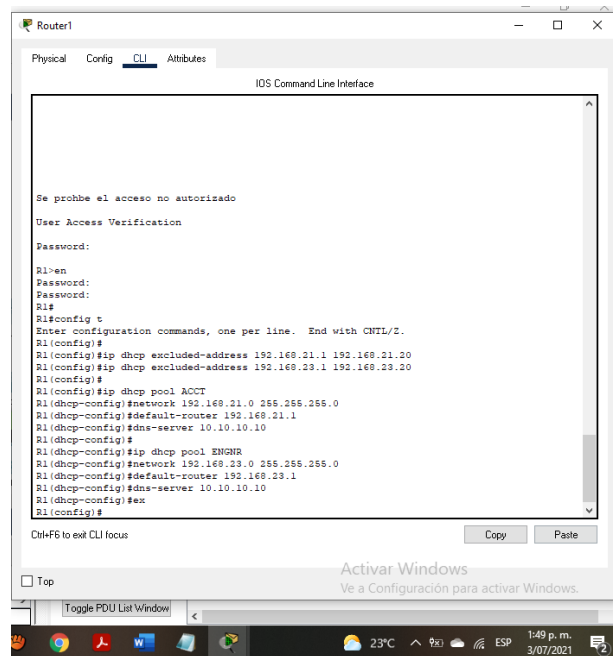 Router1
Physical Config CLI Attributes
IOS Command Line Interface
Se prohbe el acceso no autorizado
User Access Verification
Password:
R1>en
Password:
Password:
R1#
R1#config t
Enter configuration commands, one per line. End with CNTL/Z.
R1(config)#
R1(config)#ip dhcp excluded-address 192.168.21.1 192.168.21.20
R1(config)#ip dhcp excluded-address 192.168.23.1 192.168.23.20
R1(config)#
R1(config)#ip dhcp pool ACCT
R1(dhcp-config)#network 192.168.21.0 255.255.255.0
R1(dhcp-config)#default-router 192.168.21.1
R1(dhcp-config)#dns-server 10.10.10.10
R1(dhcp-config)#
R1(dhcp-config)#ip dhcp pool ENGNR
R1(dhcp-config)#network 192.168.23.0 255.255.255.0
R1(dhcp-config)#default-router 192.168.23.1
R1(dhcp-config)#dns-server 10.10.10.10
R1(dhcp-config)#ex
R1(config)#
Ctrl+F6 to exit CLI focus
Copy Paste
Activar Windows
Top
Ve a Configuración para activar Windows.
Toggle PDU List Window
23°C ESP 1:49 p. m.
3/07/2021
2